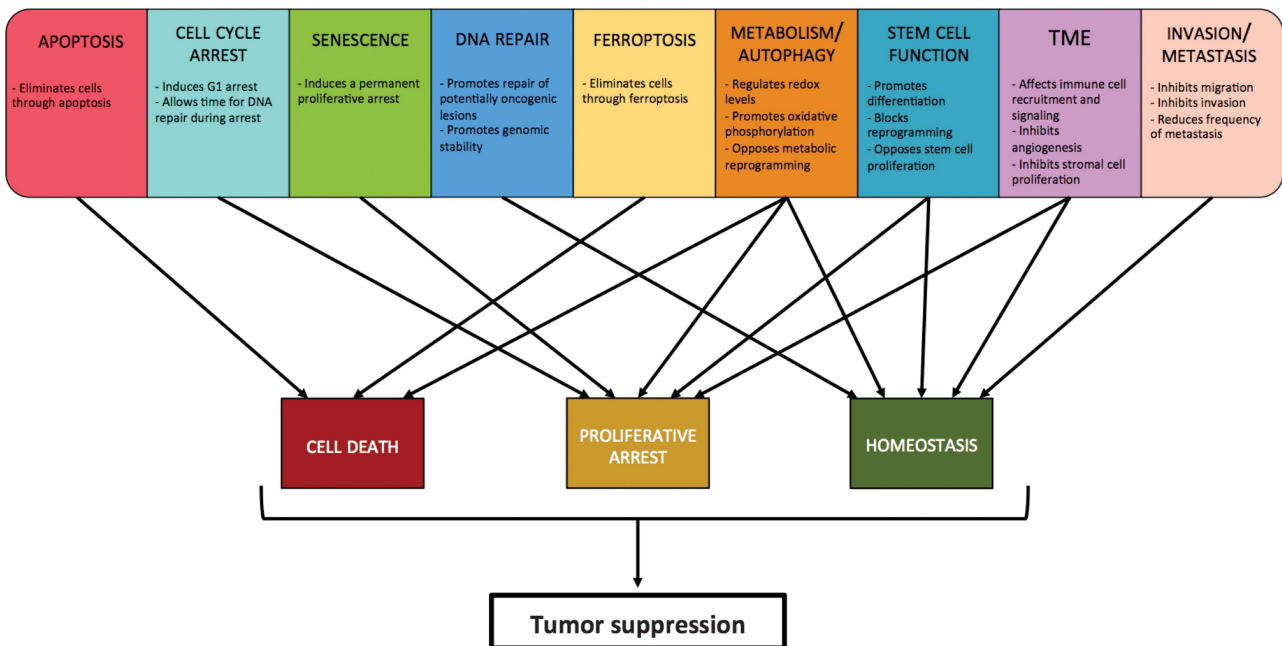 APOPTOSIS
- Eliminates cells
through apoptosis
CELL CYCLE
ARREST
- Induces G1 arrest
- Allows time for DNA
repair during arrest
SENESCENCE
- Induces a permanent
proliferative arrest
DNA REPAIR
- Promotes repair of
potentially oncogenic
lesions
- Promotes genomic
stability
FERROPTOSIS
- Eliminates cells
through ferroptosis
METABOLISM/
AUTOPHAGY
- Regulates redox
levels
- Promotes oxidative
phosphorylation
- Opposes metabolic
reprogramming
STEM CELL
FUNCTION
- Promotes
differentiation
- Blocks
reprogramming
- Opposes stem cell
proliferation
TME
- Affects immune cell
recruitment and
signaling
- Inhibits
angiogenesis
- Inhibits stromal cell
proliferation
INVASION/
METASTASIS
- Inhibits migration
- Inhibits invasion
- Reduces frequency
of metastasis
CELL DEATH
PROLIFERATIVE
ARREST
HOMEOSTASIS
Tumor suppression